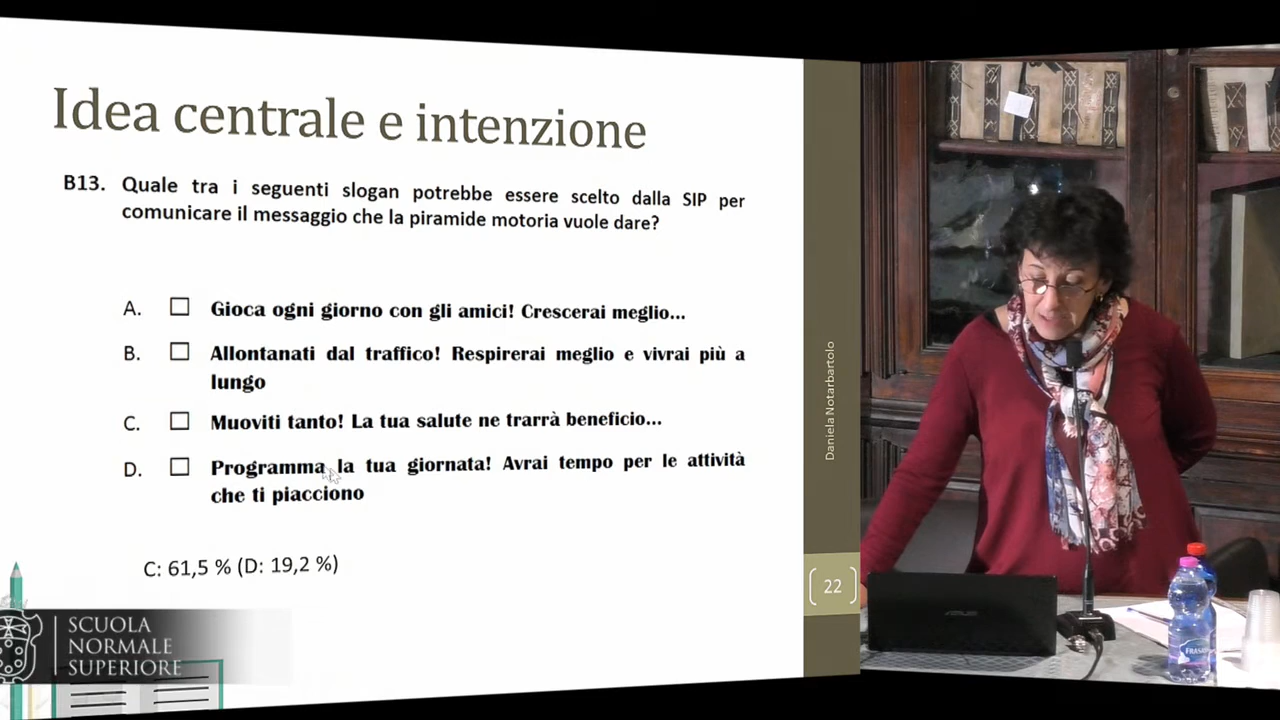 Idea centrale e intenzione
B13. Quale tra i seguenti slogan potrebbe essere scelto dalla SIP per
comunicare il messaggio che la piramide motoria vuole dare?
A. Gioca ogni giorno con gli amici! Crescerai meglio...
B. Allontanati dal traffico! Respirerai meglio e vivrai più a
lungo
C. Muoviti tanto! La tua salute ne trarrà beneficio...
D. Programma la tua giornata! Avrai tempo per le attività
che ti piacciono
C: 61,5 % (D: 19,2 %)
Daniela Notarbartolo
22
SCUOLA
NORMALE
SUPERIORE
ASUS